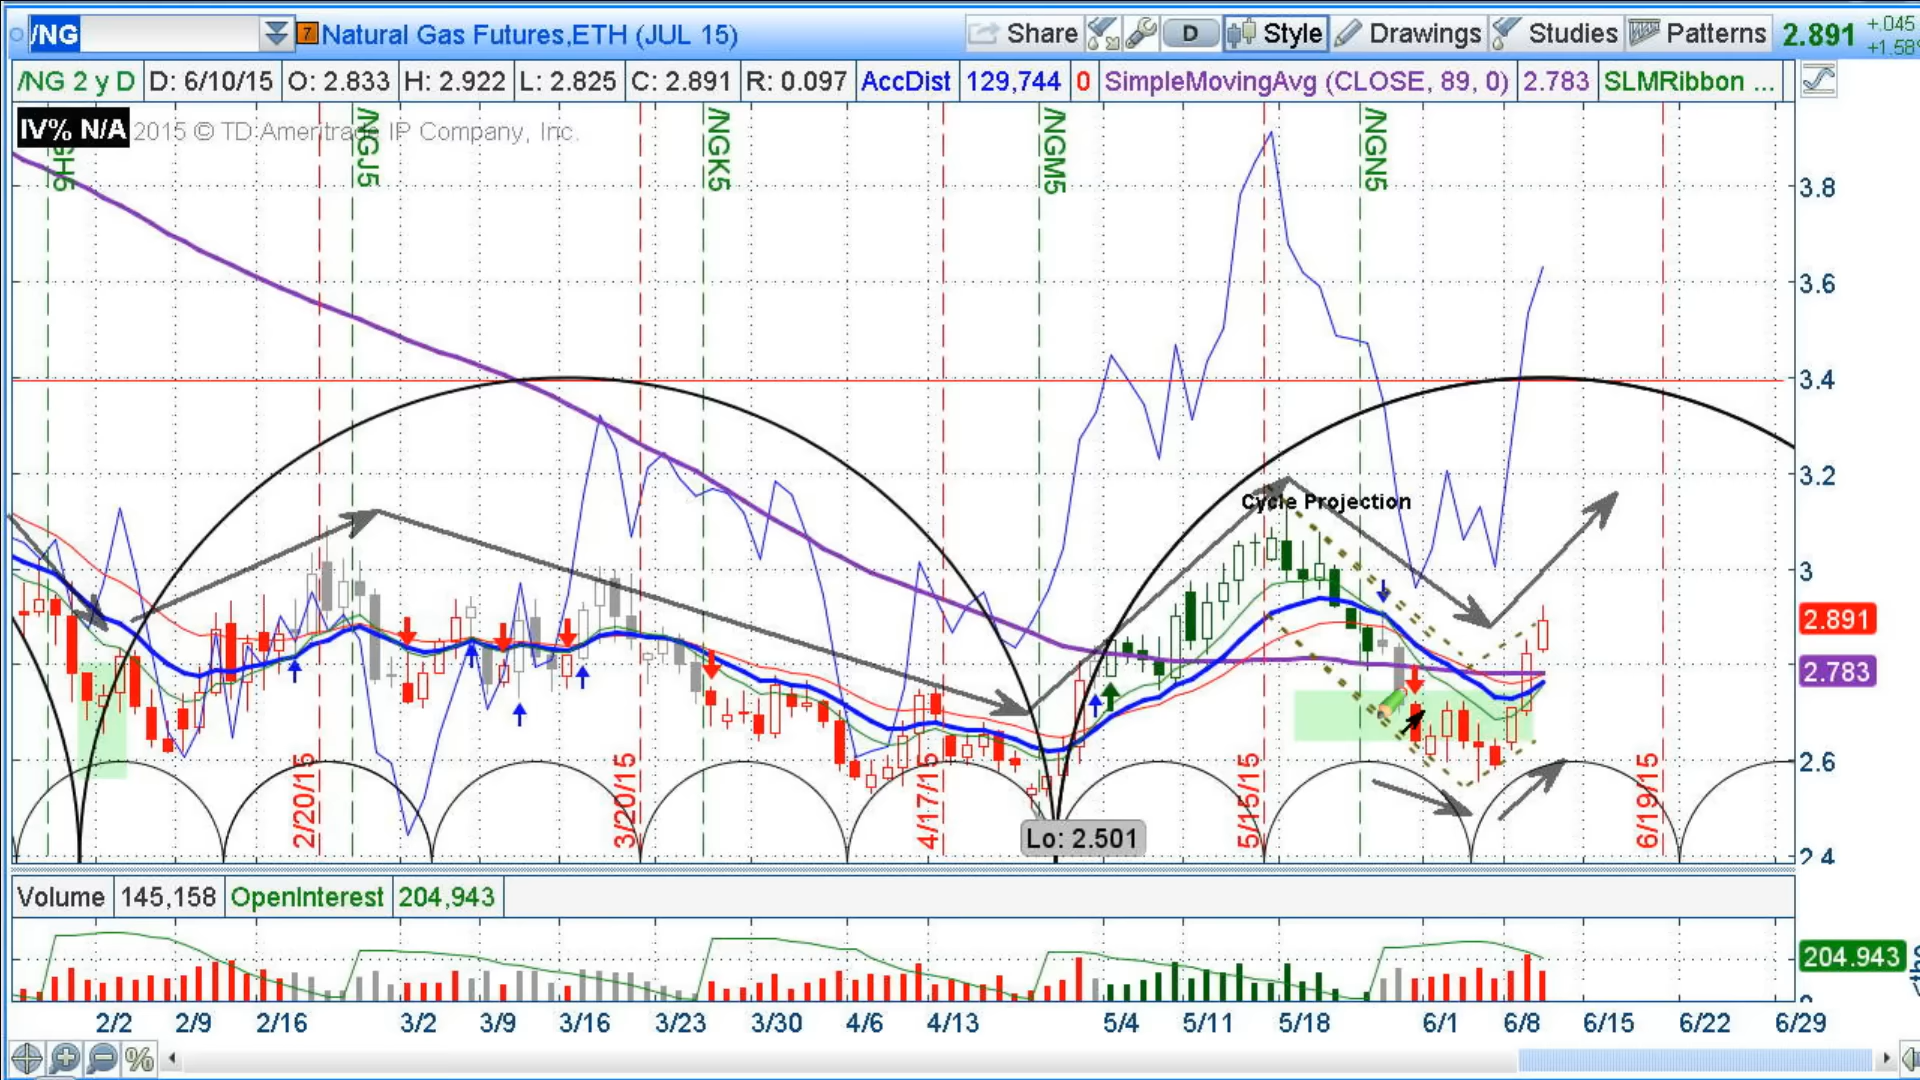 /NG
7
Natural Gas Futures,ETH (JUL 15)
Share
D
Style
Drawings
Studies
Patterns
2.891
+.045
/NG 2 y D
D: 6/10/15
O: 2.833
H: 2.922
L: 2.825
C: 2.891
R: 0.097
AccDist
129,744
0
SimpleMovingAvg (CLOSE, 89, 0)
2.783
SLMRibbon ...
IV% N/A
2015 © TD Ameritrade IP Company, Inc.
/NGJ5
/NGK5
/NGM5
/NGN5
3.8
3.6
3.4
3.2
3
2.891
2.783
2.6
2.4
Cycle Projection
2/20/15
3/20/15
4/17/15
5/15/15
6/19/15
Lo: 2.501
Volume
145,158
OpenInterest
204,943
204.943
2/2
2/9
2/16
3/2
3/9
3/16
3/23
3/30
4/6
4/13
5/4
5/11
5/18
6/1
6/8
6/15
6/22
6/29
%